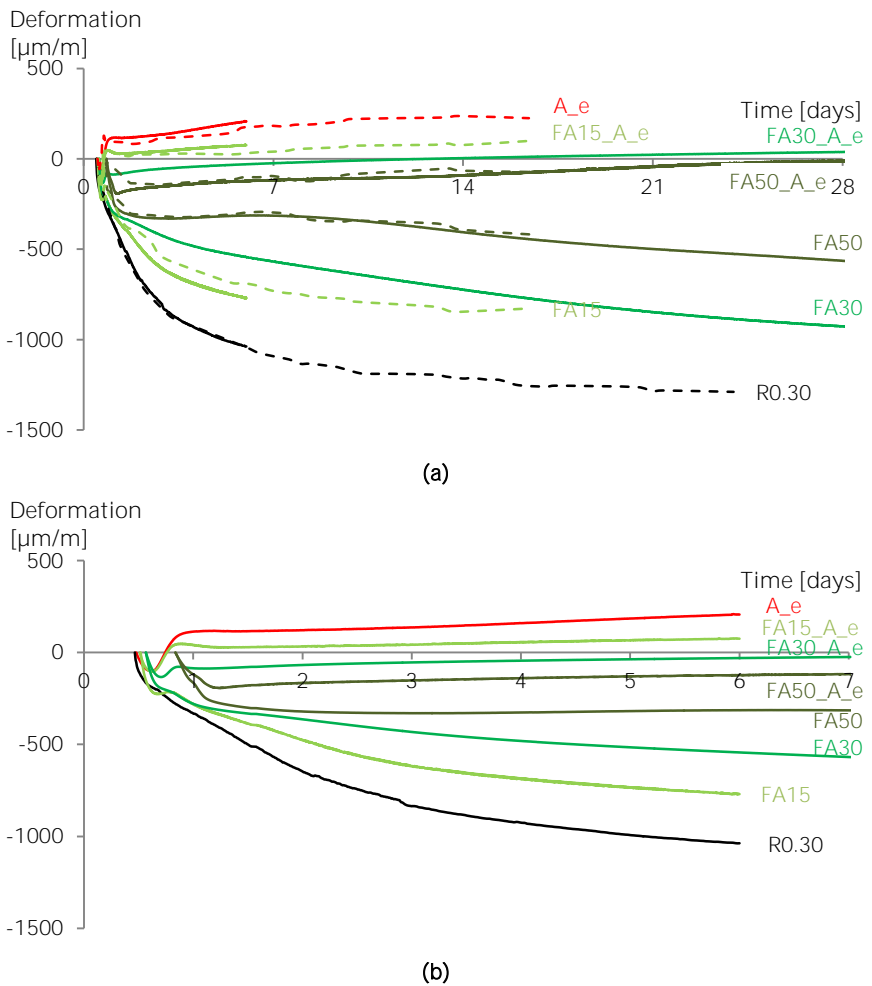 Deformation
[µm/m]
500
A_e
Time [days]
FA15_A_e
FA30_A_e
0
0
7
14
21
28
FA50_A_e
FA50
-500
FA15
FA30
-1000
R0.30
-1500
(a)
Deformation
[µm/m]
500
Time [days]
A_e
FA15_A_e
FA30_A_e
0
0
1
2
3
4
5
6
7
FA50_A_e
FA50
-500
FA30
FA15
R0.30
-1000
-1500
(b)